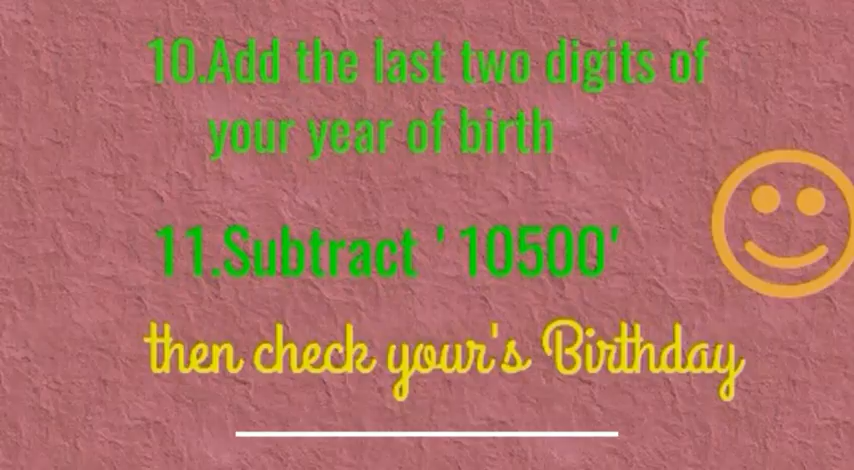 10.Add the last two digits of
your year of birth
11.Subtract '10500'
then check your's Birthday